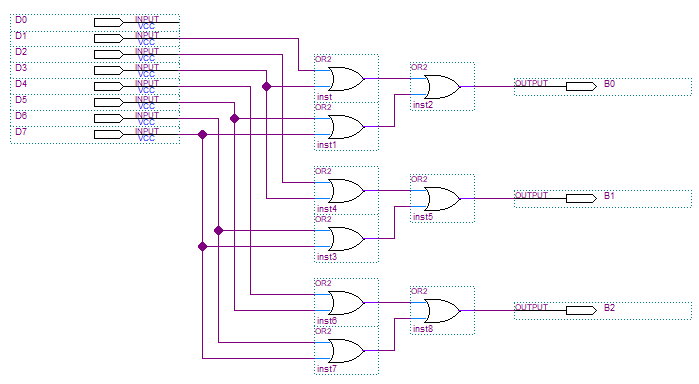 D0 INPUT
VCC
D1 INPUT
VCC
D2 INPUT
VCC
D3 INPUT
VCC
D4 INPUT
VCC
D5 INPUT
VCC
D6 INPUT
VCC
D7 INPUT
VCC
OR2
inst
OR2
inst2
OUTPUT B0
OR2
inst1
OR2
inst4
OR2
inst5
OUTPUT B1
OR2
inst3
OR2
inst6
OR2
inst8
OUTPUT B2
OR2
inst7